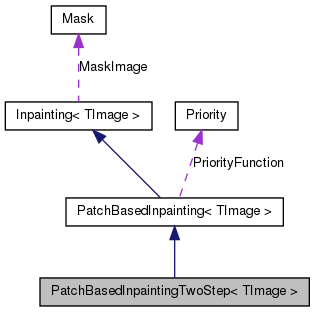 Mask
MaskImage
Inpainting< TImage >
Priority
PriorityFunction
PatchBasedInpainting< TImage >
PatchBasedInpaintingTwoStep< TImage >